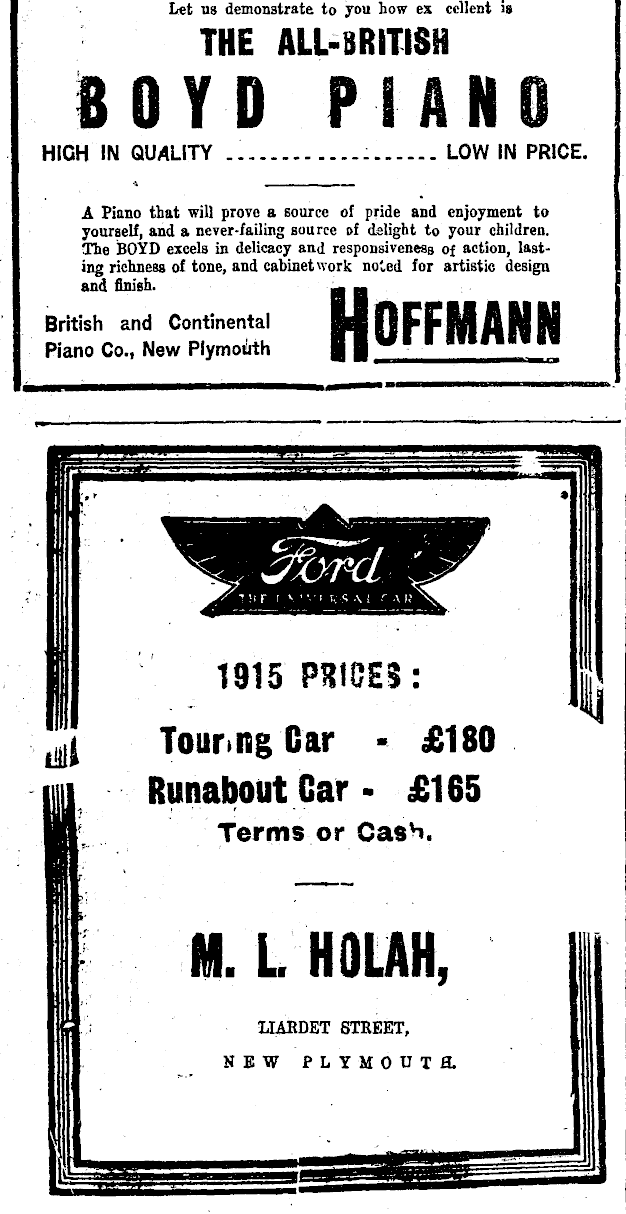 Let us demonstrate to you how ex cellent is
THE ALL-BRITISH
BOYD PIANO
HIGH IN QUALITY ................... LOW IN PRICE.
A Piano that will prove a source of pride and enjoyment to
yourself, and a never-failing source of delight to your children.
The BOYD excels in delicacy and responsiveness of action, last-
ing richness of tone, and cabinetwork noted for artistic design
and finish.
British and Continental
Piano Co., New Plymouth
HOFFMANN
Ford
THE UNIVERSAL CAR
1915 PRICES:
Touring Car - £180
Runabout Car - £165
Terms or Cash.
M. L. HOLAH,
LIARDET STREET,
NEW PLYMOUTH.